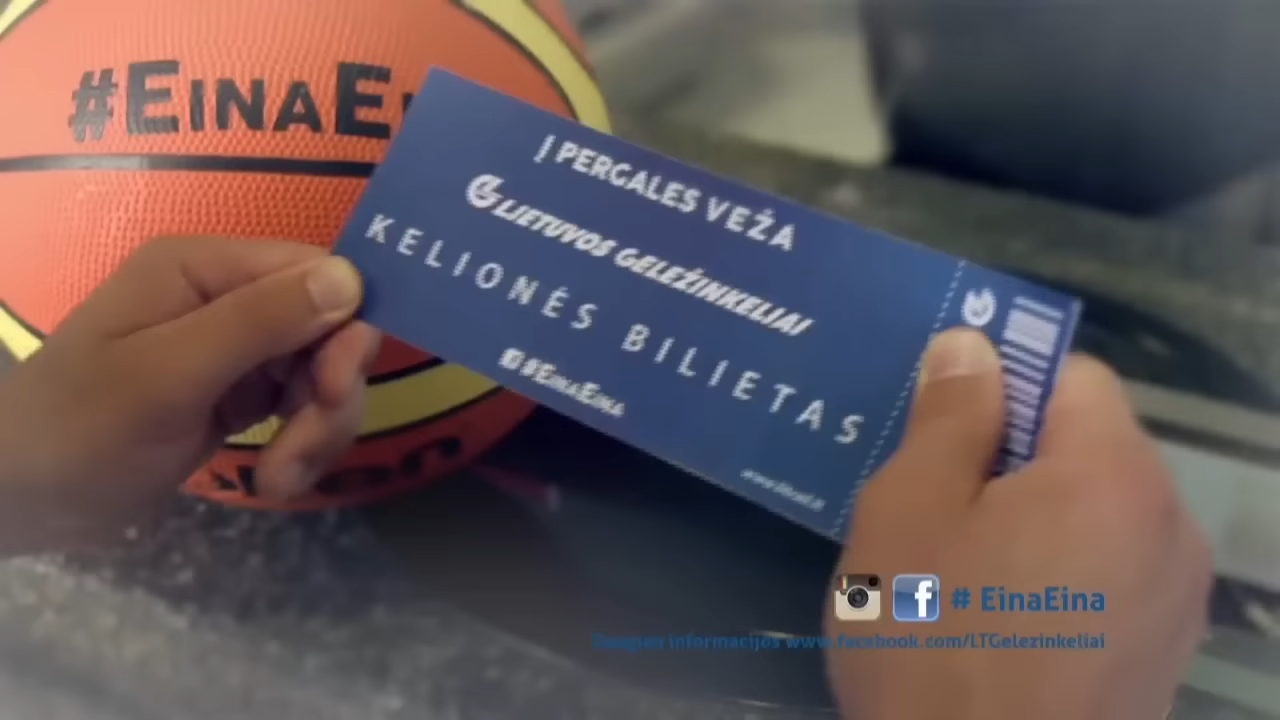 #EINAE
Į PERGALES VEŽA
LIETUVOS GELEŽINKELIAI
KELIONĖS BILIETAS
#EINAEINA
# EinaEina
Daugiau informacijos www.facebook.com/LTGelezinkeliai